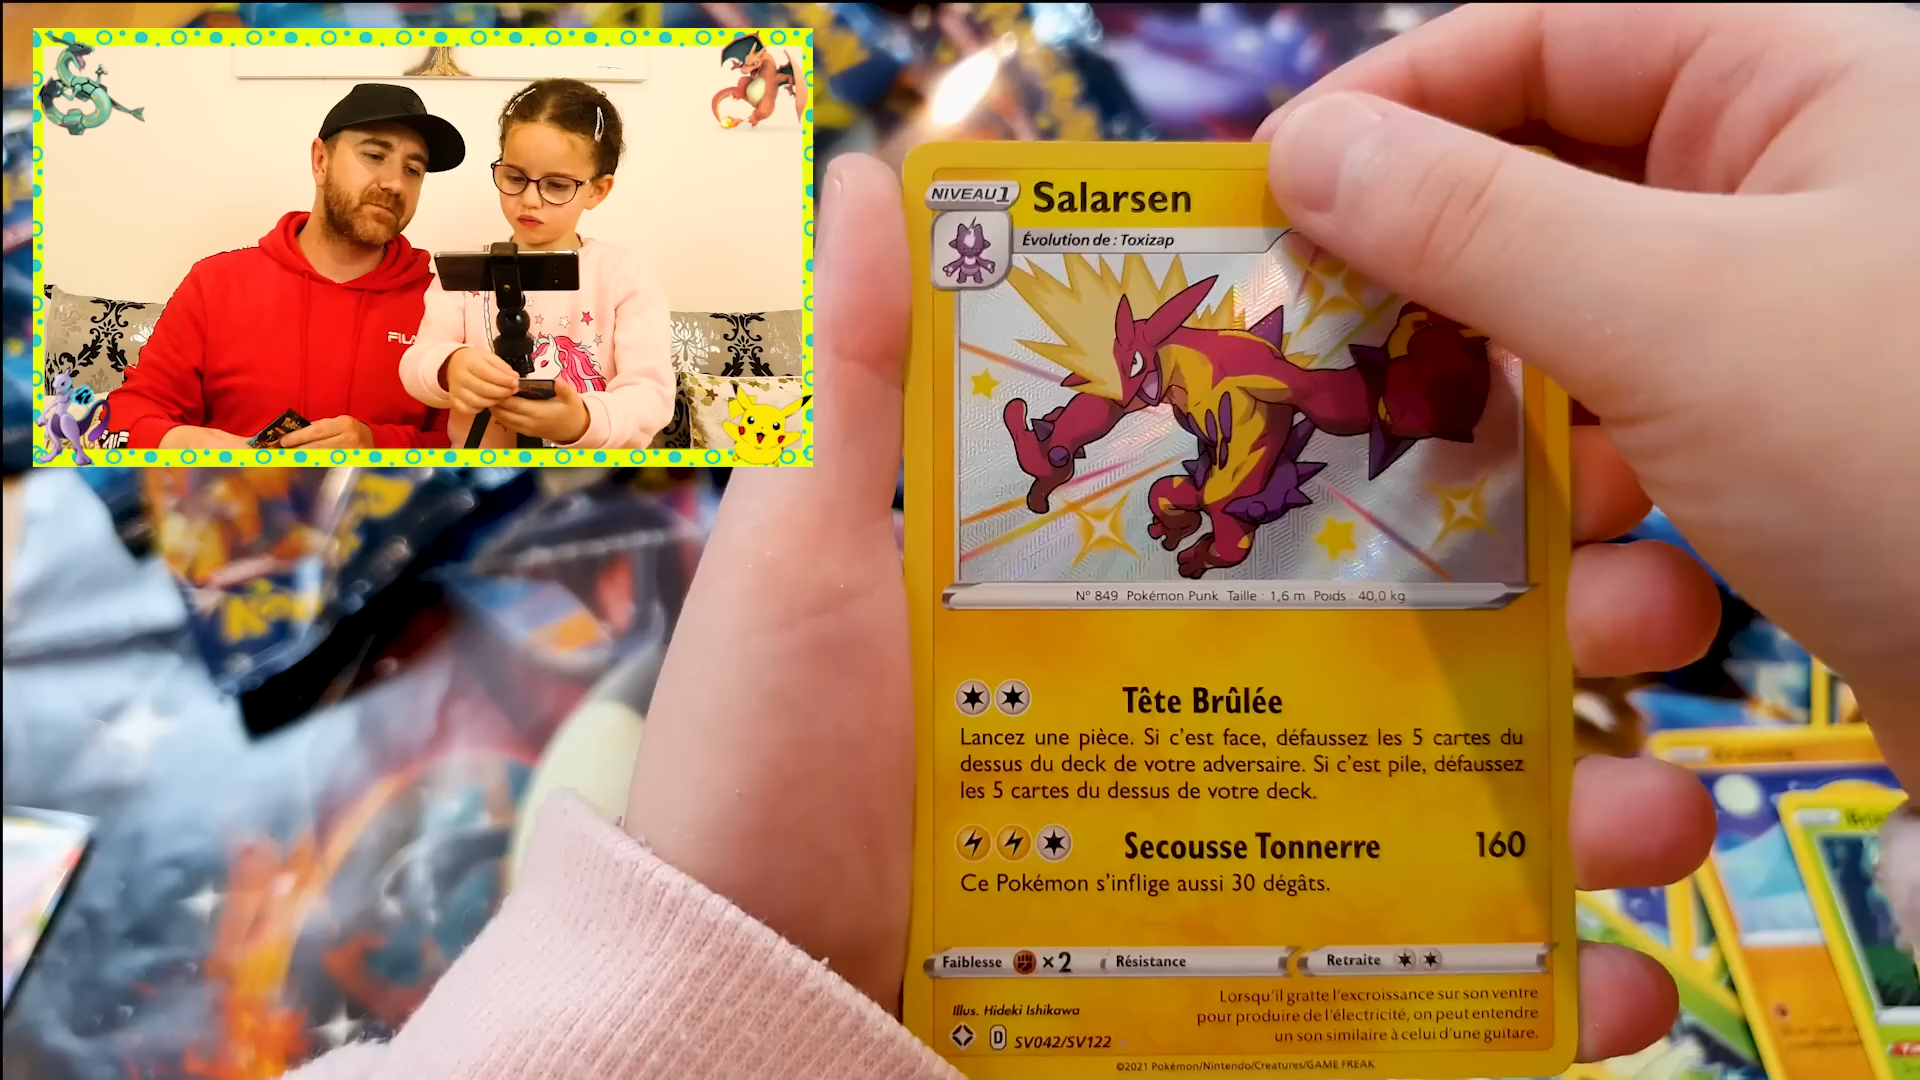 FILA
NIVEAU 1
Salarsen
Évolution de : Toxizap
N° 849 Pokémon Punk Taille : 1,6 m Poids : 40,0 kg
Tête Brûlée
Lancez une pièce. Si c'est face, défaussez les 5 cartes du
dessus du deck de votre adversaire. Si c'est pile, défaussez
les 5 cartes du dessus de votre deck.
Secousse Tonnerre 160
Ce Pokémon s'inflige aussi 30 dégâts.
Faiblesse ×2 Résistance Retraite
Illus. Hideki Ishikawa
D SV042/SV122
Lorsqu'il gratte l'excroissance sur son ventre
pour produire de l'électricité, on peut entendre
un son similaire à celui d'une guitare.
©2021 Pokémon/Nintendo/Creatures/GAME FREAK